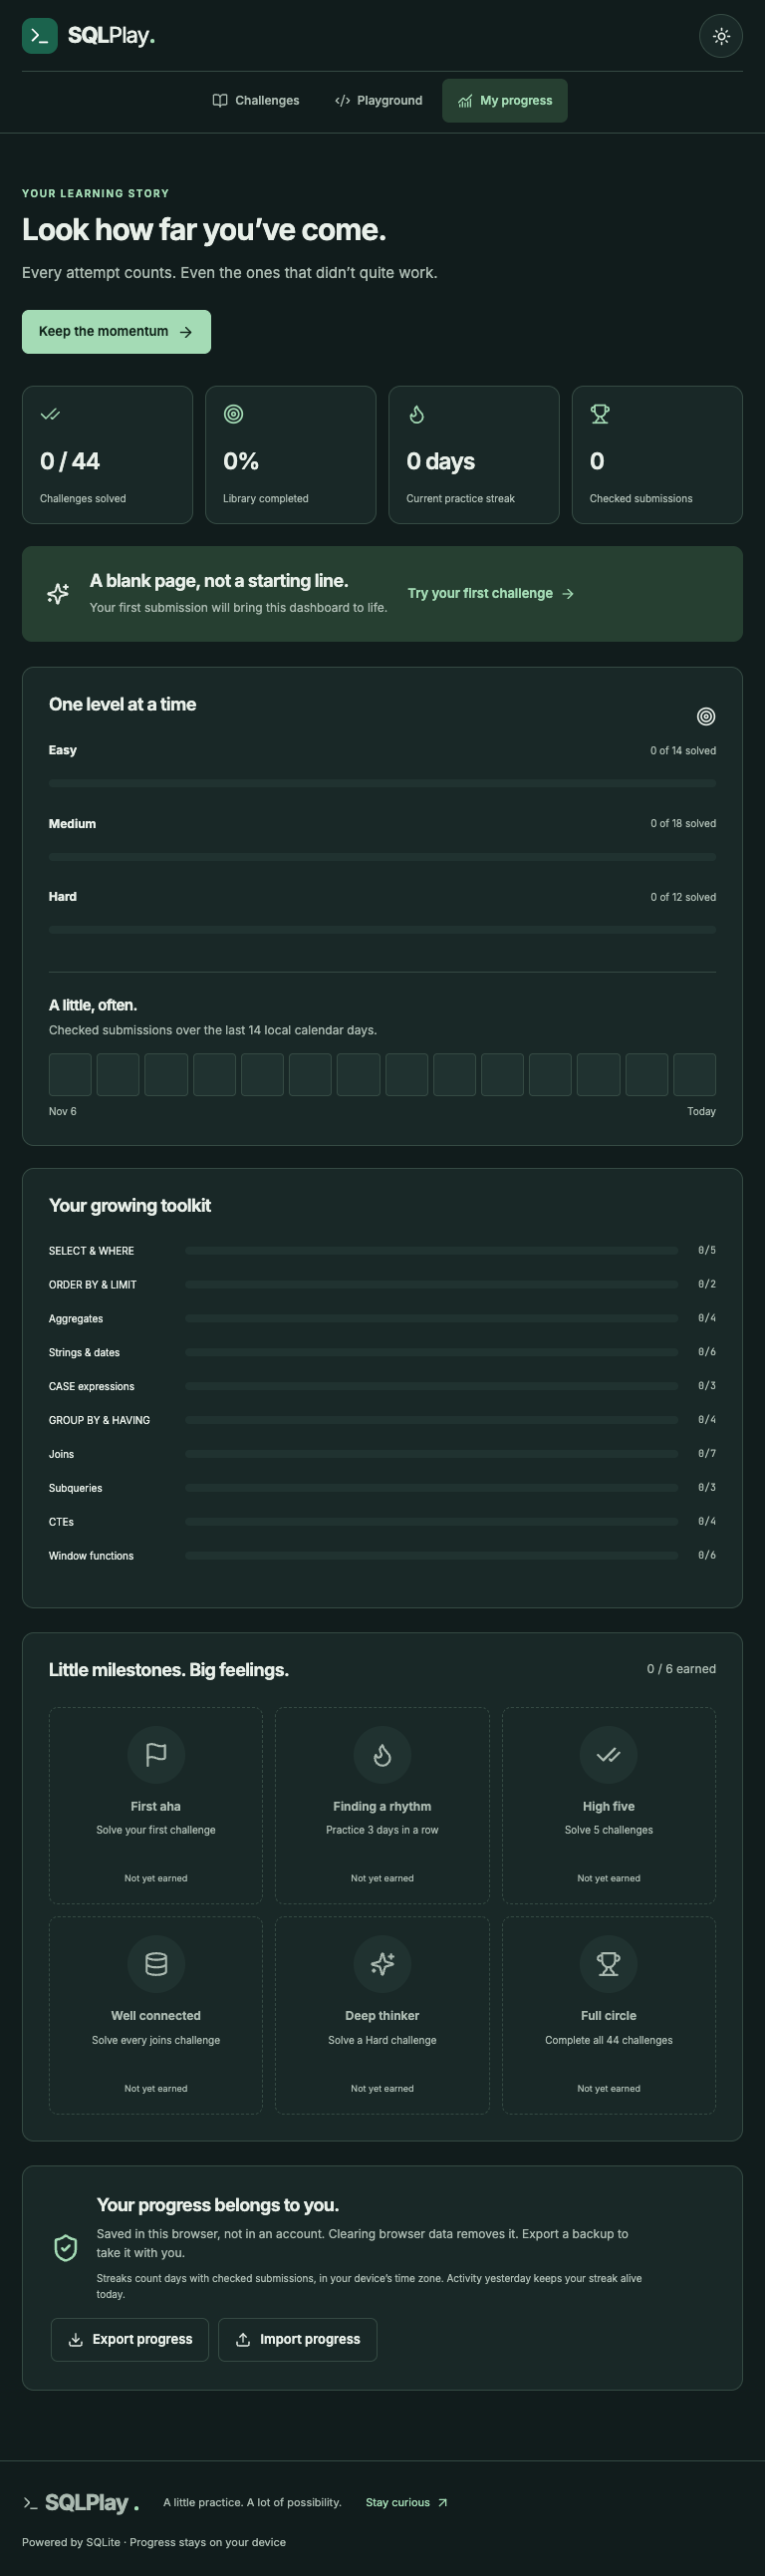 SQLPlay.
Challenges
Playground
My progress
YOUR LEARNING STORY
Look how far you’ve come.
Every attempt counts. Even the ones that didn’t quite work.
Keep the momentum
0 / 44
Challenges solved
0%
Library completed
0 days
Current practice streak
0
Checked submissions
A blank page, not a starting line.
Your first submission will bring this dashboard to life.
Try your first challenge
One level at a time
Easy
0 of 14 solved
Medium
0 of 18 solved
Hard
0 of 12 solved
A little, often.
Checked submissions over the last 14 local calendar days.
Nov 6
Today
Your growing toolkit
SELECT & WHERE
0/5
ORDER BY & LIMIT
0/2
Aggregates
0/4
Strings & dates
0/6
CASE expressions
0/3
GROUP BY & HAVING
0/4
Joins
0/7
Subqueries
0/3
CTEs
0/4
Window functions
0/6
Little milestones. Big feelings.
0 / 6 earned
First aha
Solve your first challenge
Not yet earned
Finding a rhythm
Practice 3 days in a row
Not yet earned
High five
Solve 5 challenges
Not yet earned
Well connected
Solve every joins challenge
Not yet earned
Deep thinker
Solve a Hard challenge
Not yet earned
Full circle
Complete all 44 challenges
Not yet earned
Your progress belongs to you.
Saved in this browser, not in an account. Clearing browser data removes it. Export a backup to
take it with you.
Streaks count days with checked submissions, in your device’s time zone. Activity yesterday keeps your streak alive
today.
Export progress
Import progress
SQLPlay .
A little practice. A lot of possibility.
Stay curious
Powered by SQLite · Progress stays on your device